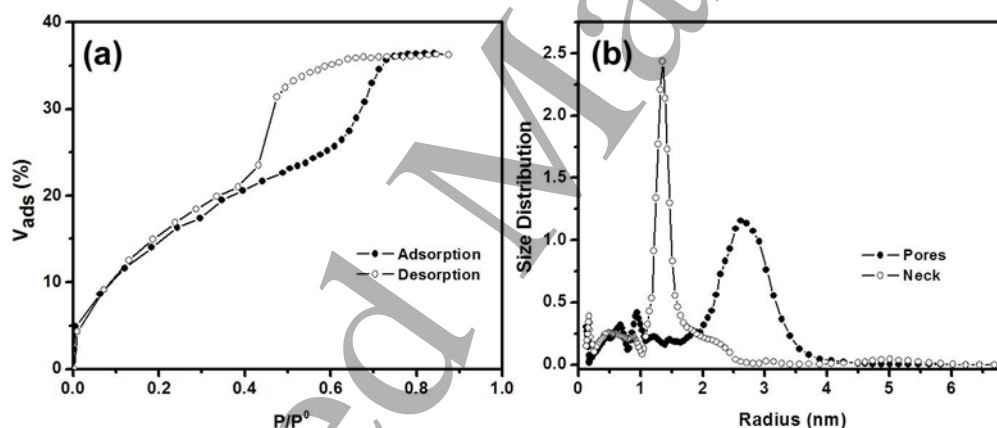 (a)
40
30
20
10
0
V_ads (%)
Adsorption
Desorption
0.0 0.2 0.4 0.6 0.8 1.0
P/P⁰
(b)
2.5
2.0
1.5
1.0
0.5
0.0
Size Distribution
Pores
Neck
0 1 2 3 4 5 6
Radius (nm)